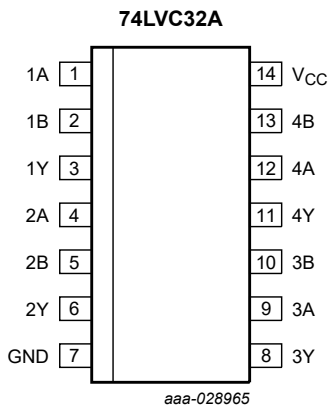 74LVC32A
1A 1 14 VCC
1B 2 13 4B
1Y 3 12 4A
2A 4 11 4Y
2B 5 10 3B
2Y 6 9 3A
GND 7 8 3Y
aaa-028965